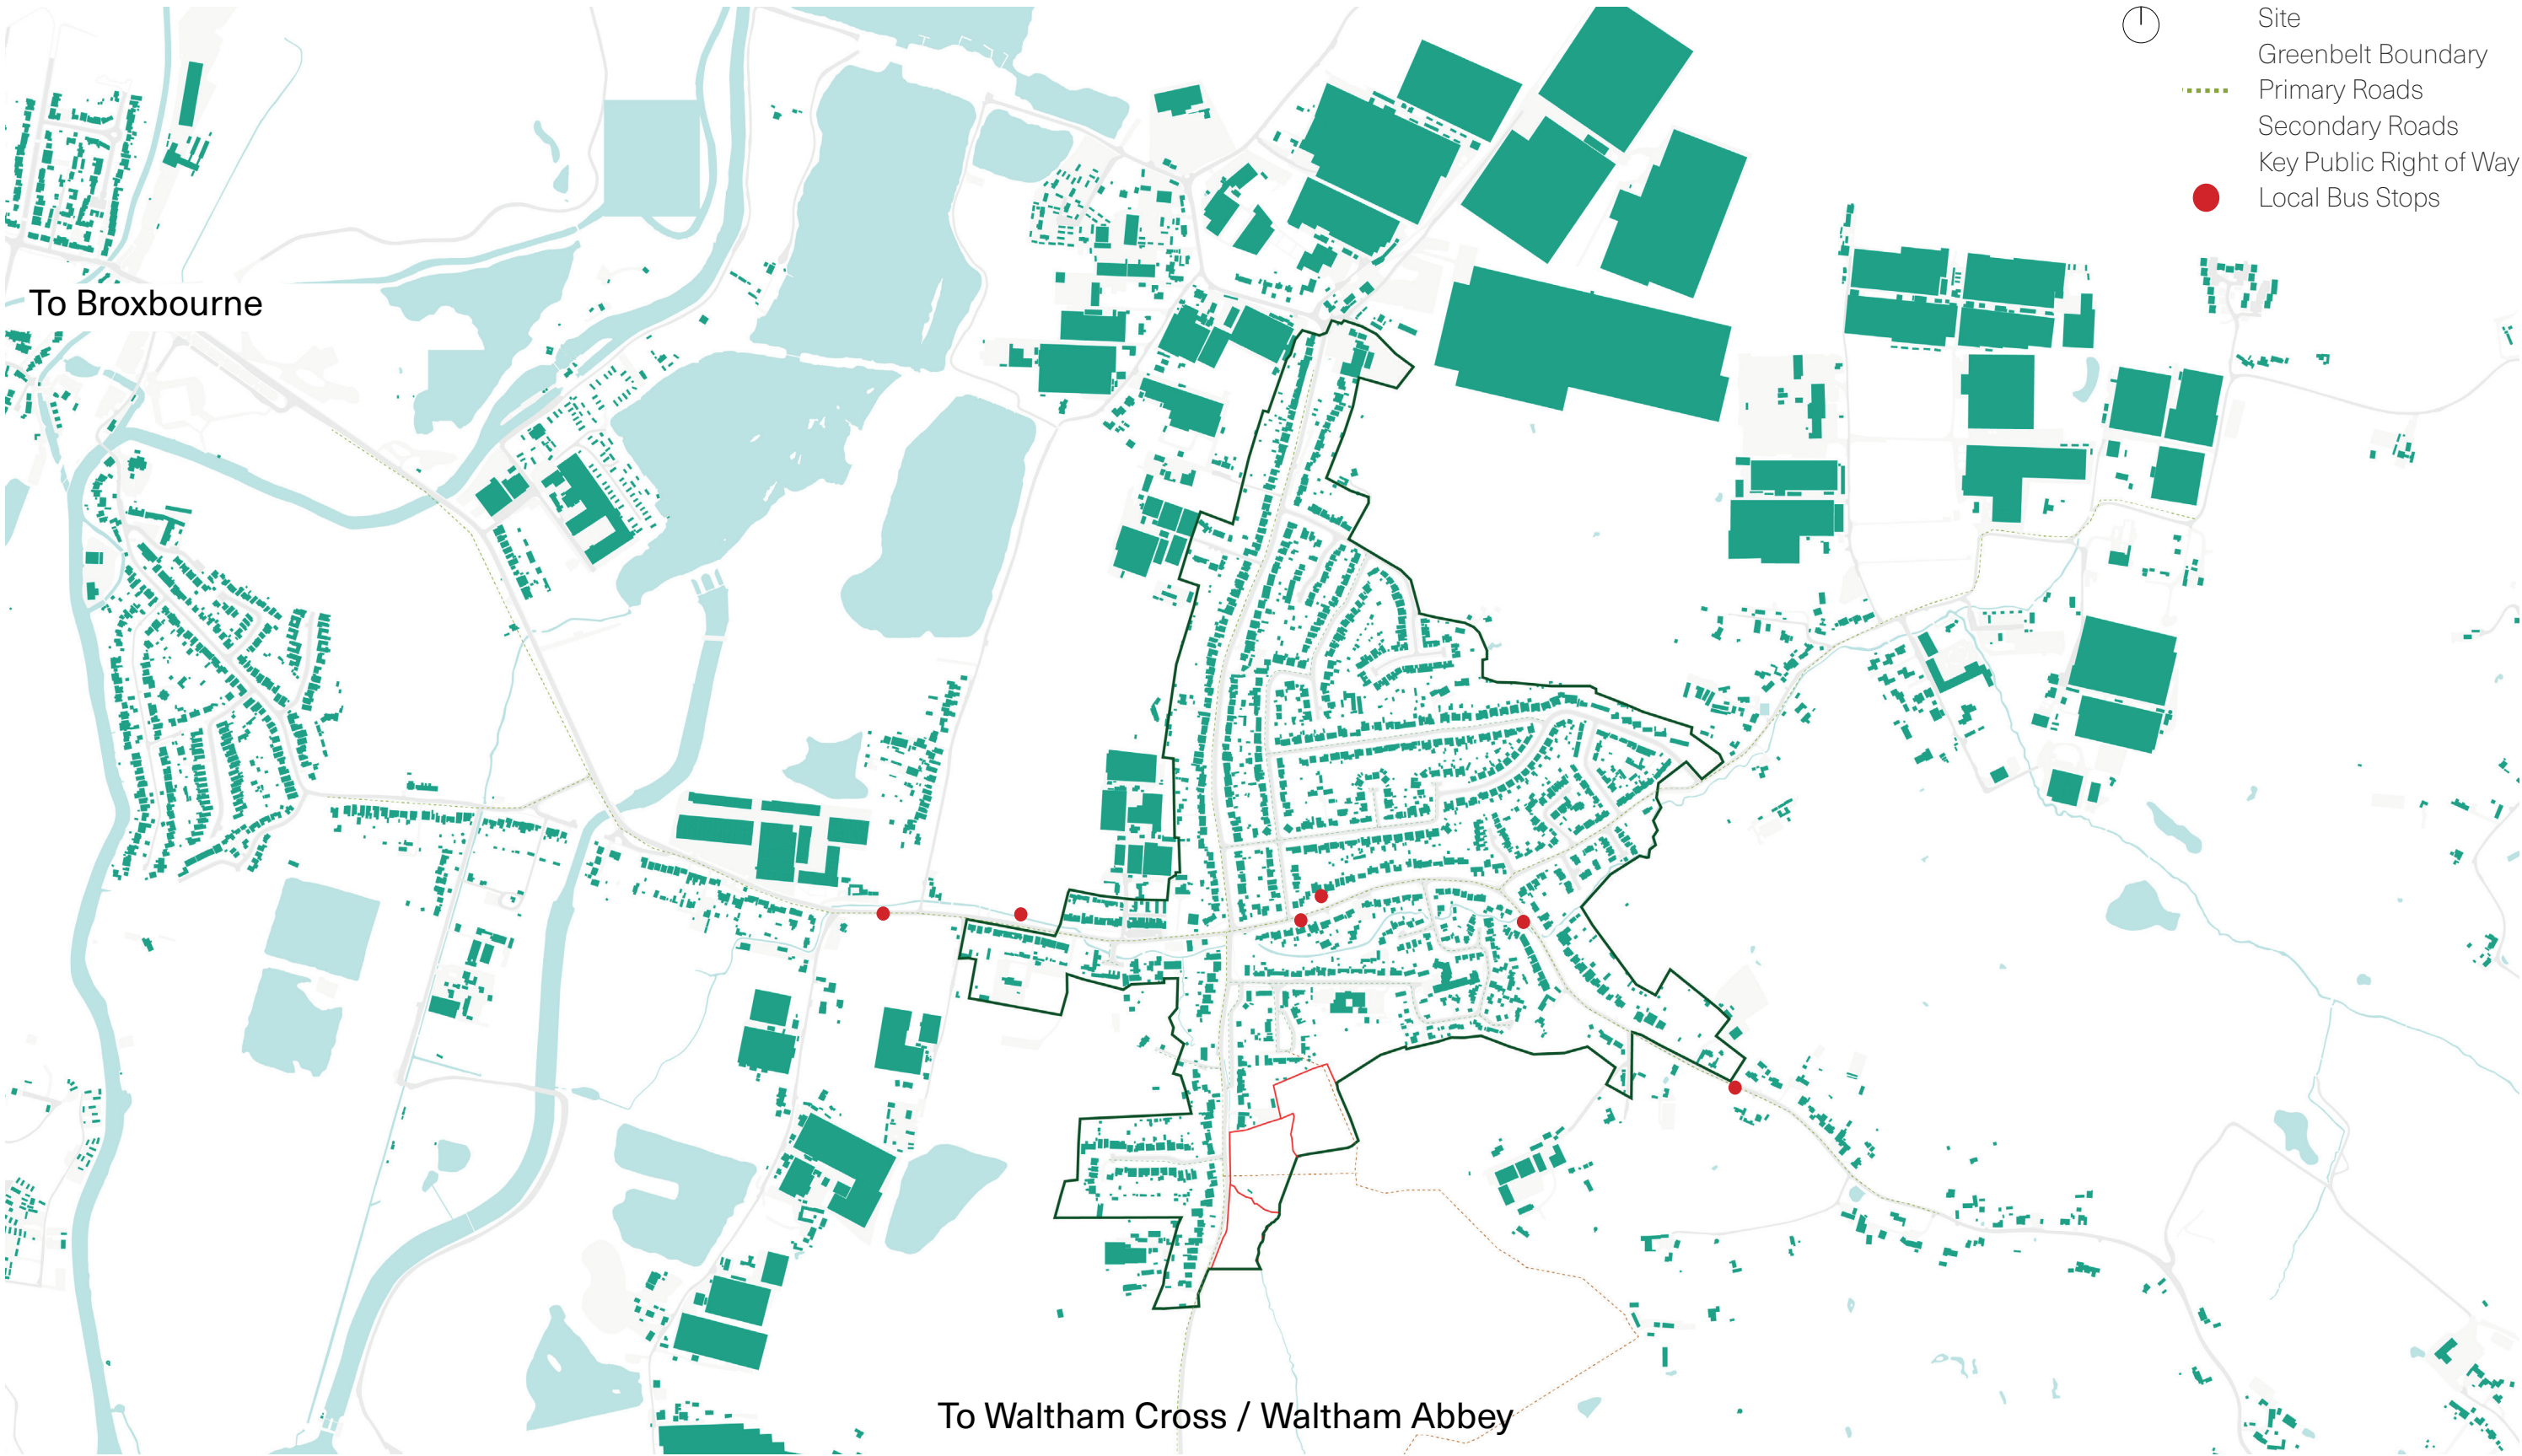 Site
Greenbelt Boundary
Primary Roads
Secondary Roads
Key Public Right of Way
Local Bus Stops
To Broxbourne
To Waltham Cross / Waltham Abbey